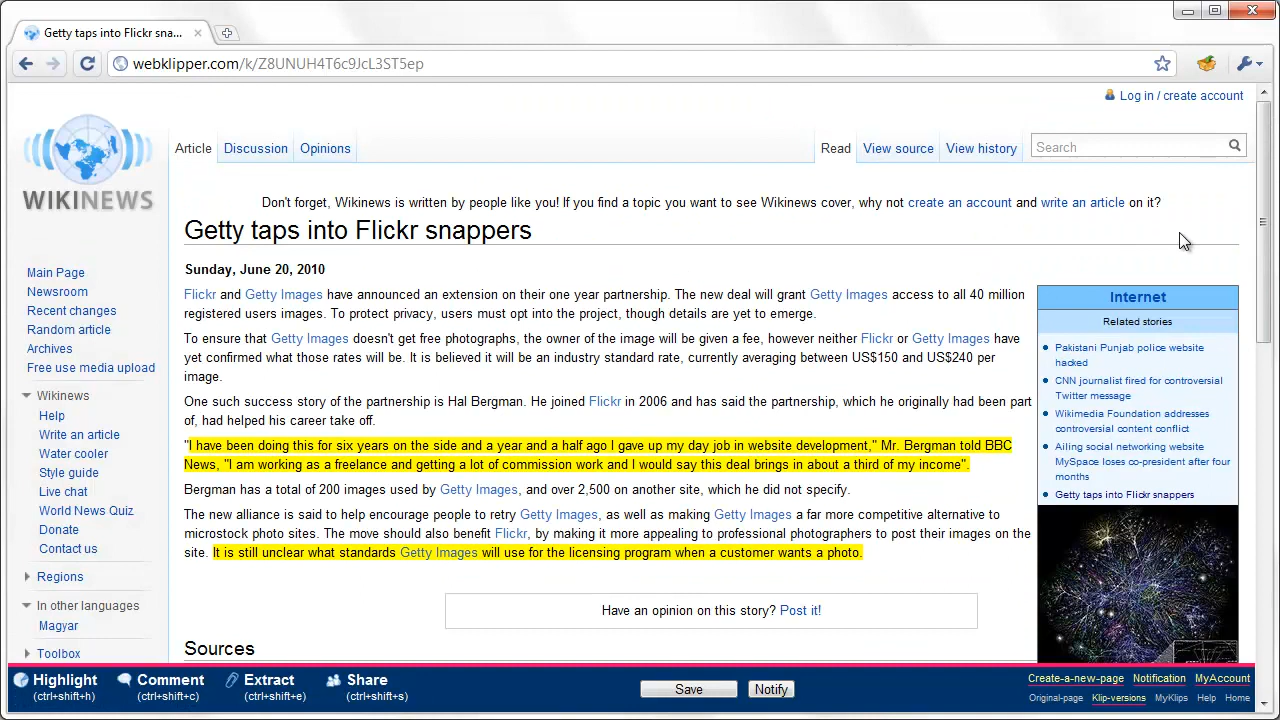 Getty taps into Flickr sna...
webklipper.com/k/Z8UNUH4T6c9JcL3ST5ep
Log in / create account
Article
Discussion
Opinions
Read
View source
View history
Search
WIKINEWS
Don't forget, Wikinews is written by people like you! If you find a topic you want to see Wikinews cover, why not create an account and write an article on it?
Getty taps into Flickr snappers
Sunday, June 20, 2010
Flickr and Getty Images have announced an extension on their one year partnership. The new deal will grant Getty Images access to all 40 million
registered users images. To protect privacy, users must opt into the project, though details are yet to emerge.
To ensure that Getty Images doesn't get free photographs, the owner of the image will be given a fee, however neither Flickr or Getty Images have
yet confirmed what those rates will be. It is believed it will be an industry standard rate, currently averaging between US$150 and US$240 per
image.
One such success story of the partnership is Hal Bergman. He joined Flickr in 2006 and has said the partnership, which he originally had been part
of, had helped his career take off.
"I have been doing this for six years on the side and a year and a half ago I gave up my day job in website development," Mr. Bergman told BBC
News, "I am working as a freelance and getting a lot of commission work and I would say this deal brings in about a third of my income".
Bergman has a total of 200 images used by Getty Images, and over 2,500 on another site, which he did not specify.
The new alliance is said to help encourage people to retry Getty Images, as well as making Getty Images a far more competitive alternative to
microstock photo sites. The move should also benefit Flickr, by making it more appealing to professional photographers to post their images on the
site. It is still unclear what standards Getty Images will use for the licensing program when a customer wants a photo.
Have an opinion on this story? Post it!
Sources
Internet
Related stories
Pakistani Punjab police website
hacked
CNN journalist fired for controversial
Twitter message
Wikimedia Foundation addresses
controversial content conflict
Ailing social networking website
MySpace loses co-president after four
months
Getty taps into Flickr snappers
Main Page
Newsroom
Recent changes
Random article
Archives
Free use media upload
Wikinews
Help
Write an article
Water cooler
Style guide
Live chat
World News Quiz
Donate
Contact us
Regions
In other languages
Magyar
Toolbox
Highlight
(ctrl+shift+h)
Comment
(ctrl+shift+c)
Extract
(ctrl+shift+e)
Share
(ctrl+shift+s)
Save
Notify
Create-a-new-page Notification MyAccount
Original-page Klip-versions MyKlips Help Home